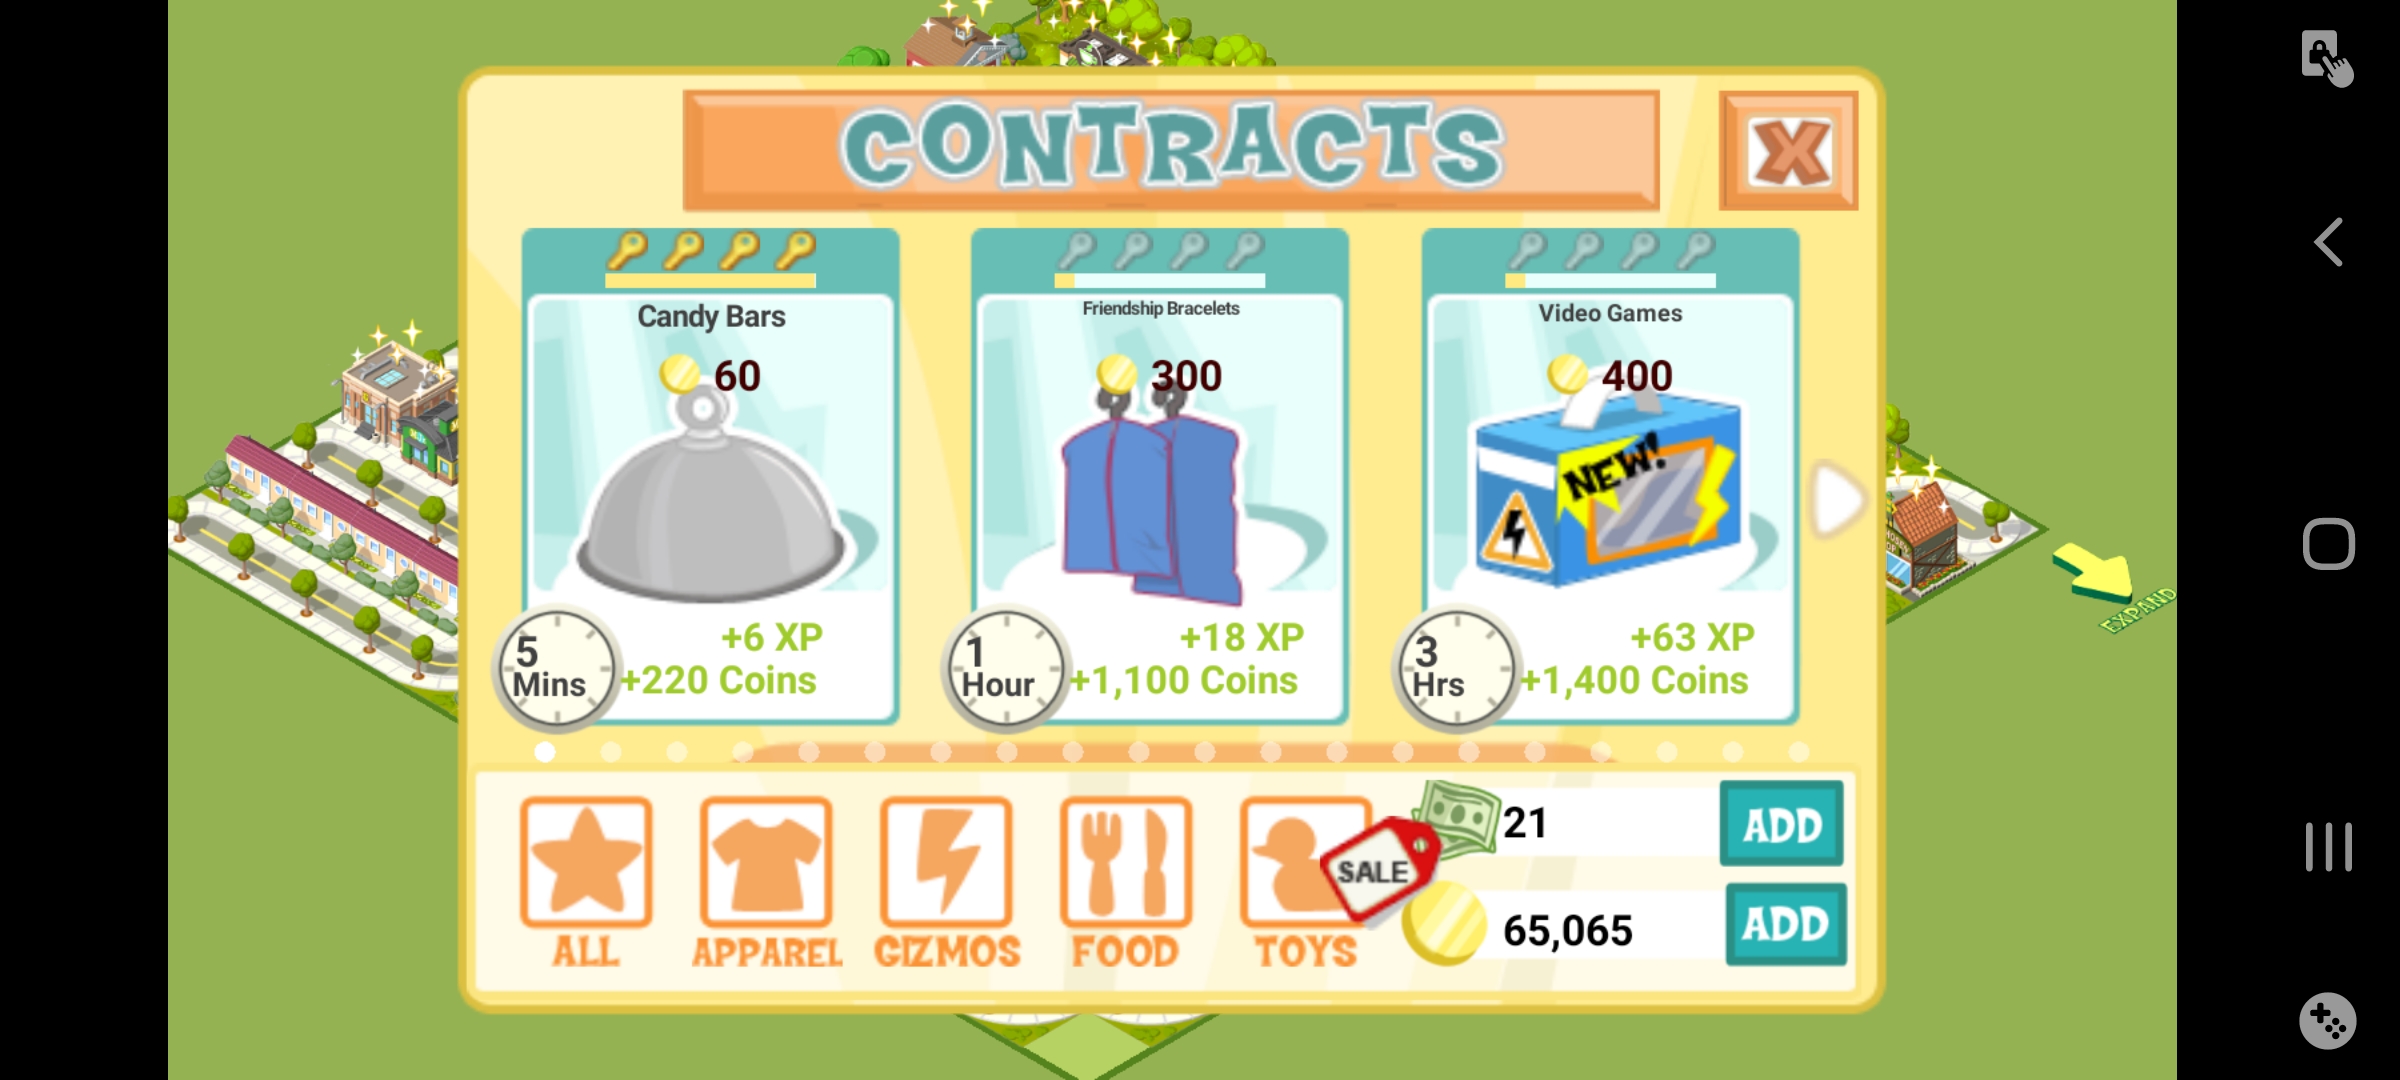 CONTRACTS
X
Candy Bars
60
5
Mins
+6 XP
+220 Coins
Friendship Bracelets
300
1
Hour
+18 XP
+1,100 Coins
Video Games
400
NEW!
3
Hrs
+63 XP
+1,400 Coins
EXPAND
ALL
APPAREL
GIZMOS
FOOD
TOYS
SALE
21
ADD
65,065
ADD